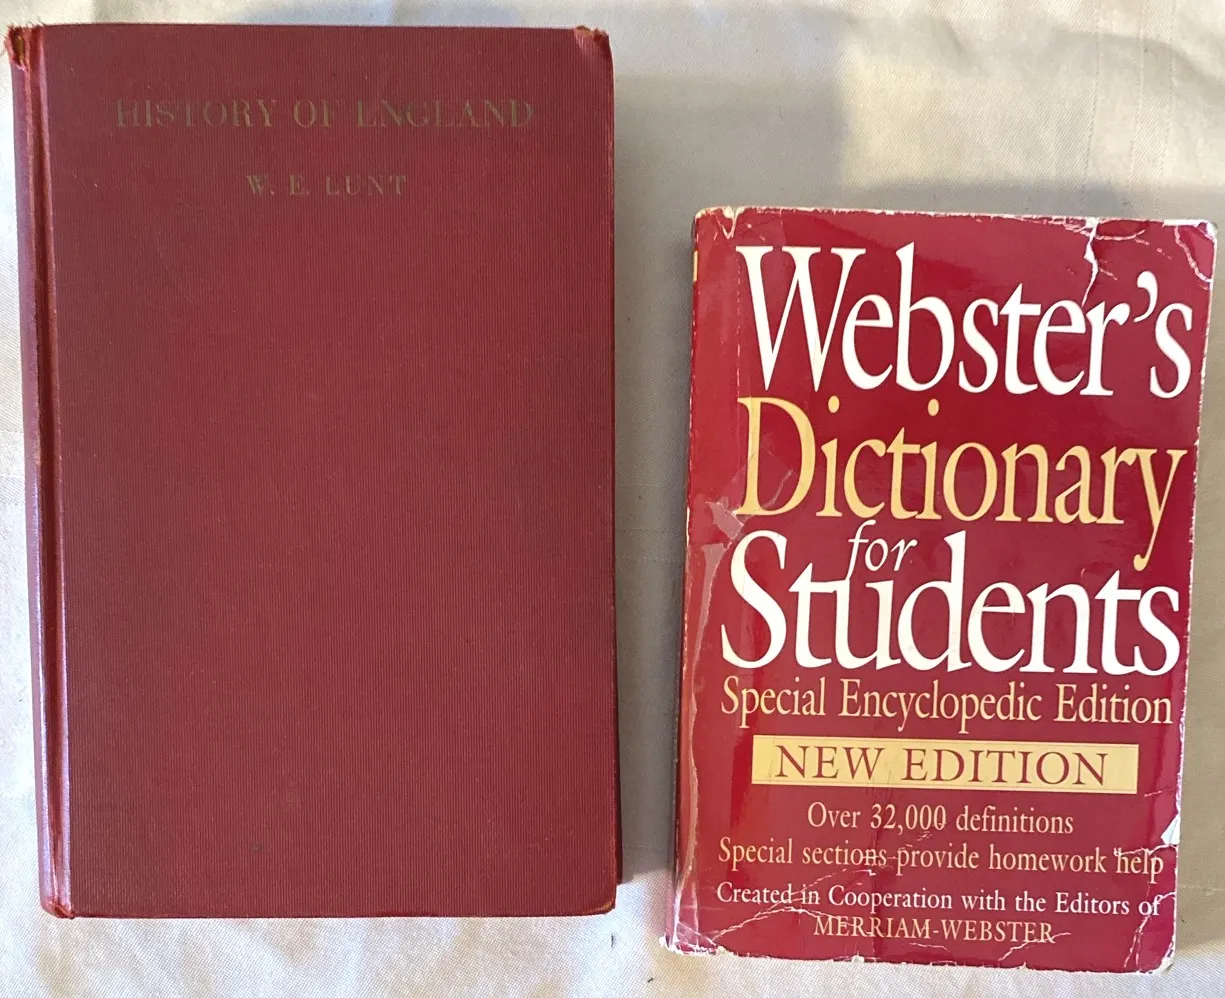 HISTORY OF ENGLAND
W. E. LUNT
Webster's
Dictionary
for
Students
Special Encyclopedic Edition
NEW EDITION
Over 32,000 definitions
Special sections provide homework help
Created in Cooperation with the Editors of
MERRIAM-WEBSTER